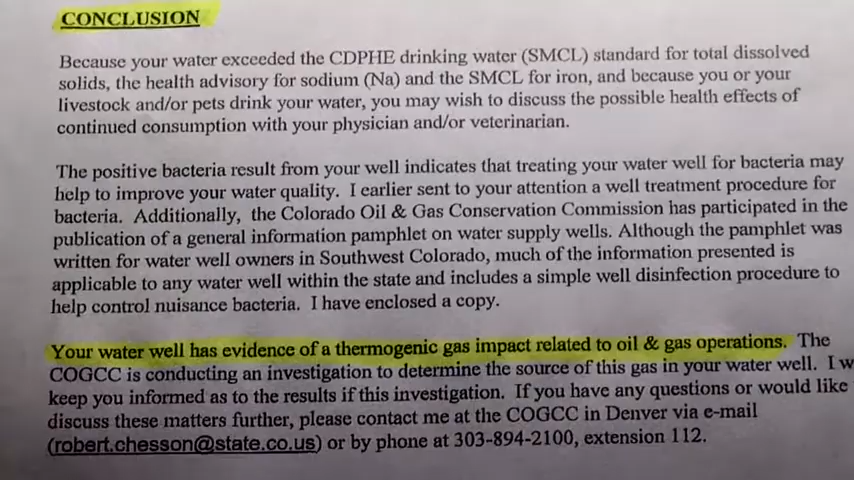 CONCLUSION
Because your water exceeded the CDPHE drinking water (SMCL) standard for total dissolved
solids, the health advisory for sodium (Na) and the SMCL for iron, and because you or your
livestock and/or pets drink your water, you may wish to discuss the possible health effects of
continued consumption with your physician and/or veterinarian.
The positive bacteria result from your well indicates that treating your water well for bacteria may
help to improve your water quality. I earlier sent to your attention a well treatment procedure for
bacteria. Additionally, the Colorado Oil & Gas Conservation Commission has participated in the
publication of a general information pamphlet on water supply wells. Although the pamphlet was
written for water well owners in Southwest Colorado, much of the information presented is
applicable to any water well within the state and includes a simple well disinfection procedure to
help control nuisance bacteria. I have enclosed a copy.
Your water well has evidence of a thermogenic gas impact related to oil & gas operations. The
COGCC is conducting an investigation to determine the source of this gas in your water well. I w
keep you informed as to the results if this investigation. If you have any questions or would like
discuss these matters further, please contact me at the COGCC in Denver via e-mail
(robert.chesson@state.co.us) or by phone at 303-894-2100, extension 112.